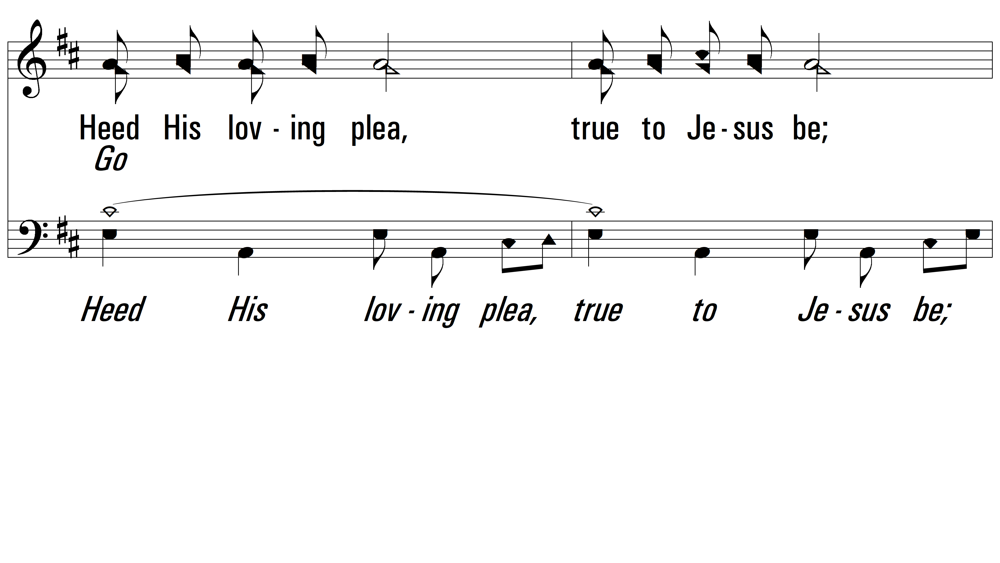 Heed His lov - ing plea, true to Je - sus be;
Go
Heed His lov - ing plea, true to Je - sus be;